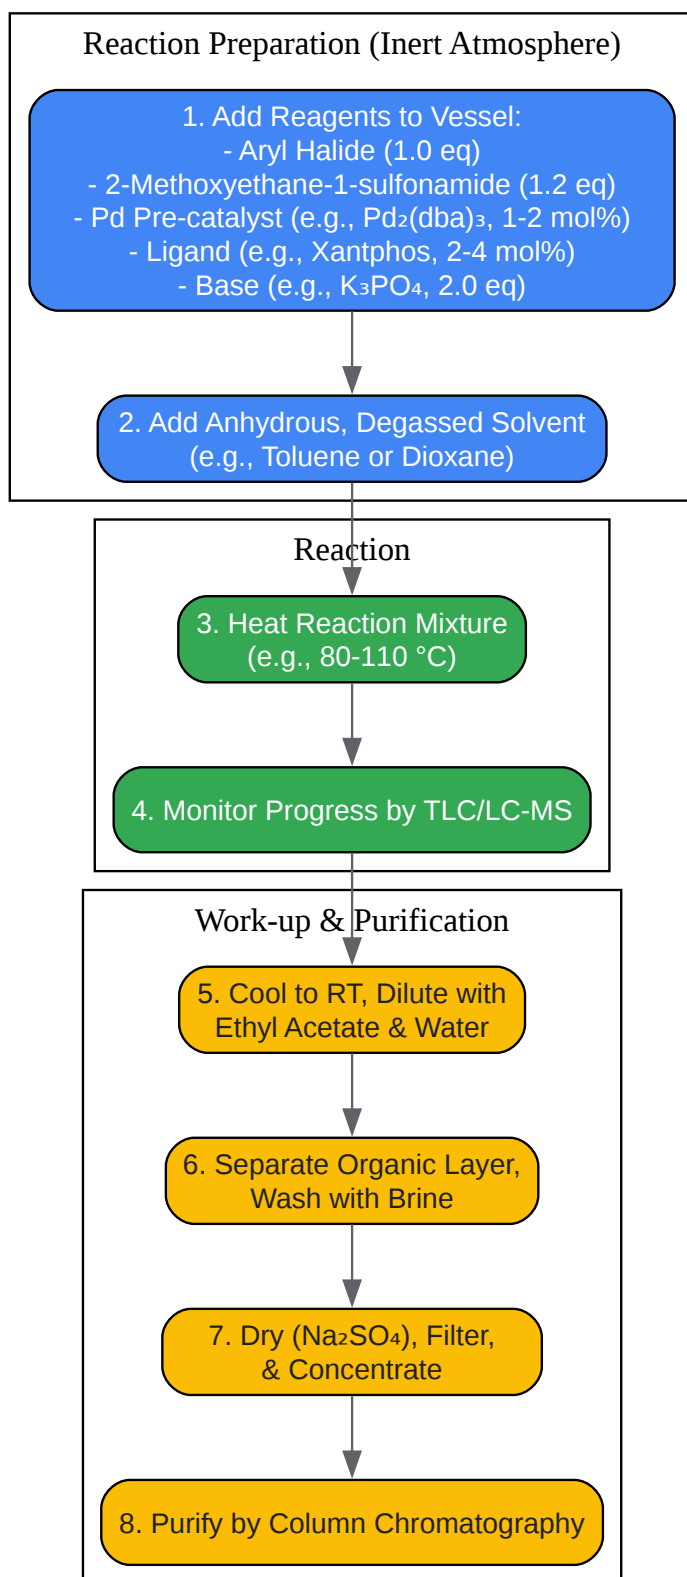 Reaction Preparation (Inert Atmosphere)
1. Add Reagents to Vessel:
- Aryl Halide (1.0 eq)
- 2-Methoxyethane-1-sulfonamide (1.2 eq)
- Pd Pre-catalyst (e.g., Pd₂(dba)₃, 1-2 mol%)
- Ligand (e.g., Xantphos, 2-4 mol%)
- Base (e.g., K₃PO₄, 2.0 eq)
2. Add Anhydrous, Degassed Solvent
(e.g., Toluene or Dioxane)
Reaction
3. Heat Reaction Mixture
(e.g., 80-110 °C)
4. Monitor Progress by TLC/LC-MS
Work-up & Purification
5. Cool to RT, Dilute with
Ethyl Acetate & Water
6. Separate Organic Layer,
Wash with Brine
7. Dry (Na₂SO₄), Filter,
& Concentrate
8. Purify by Column Chromatography